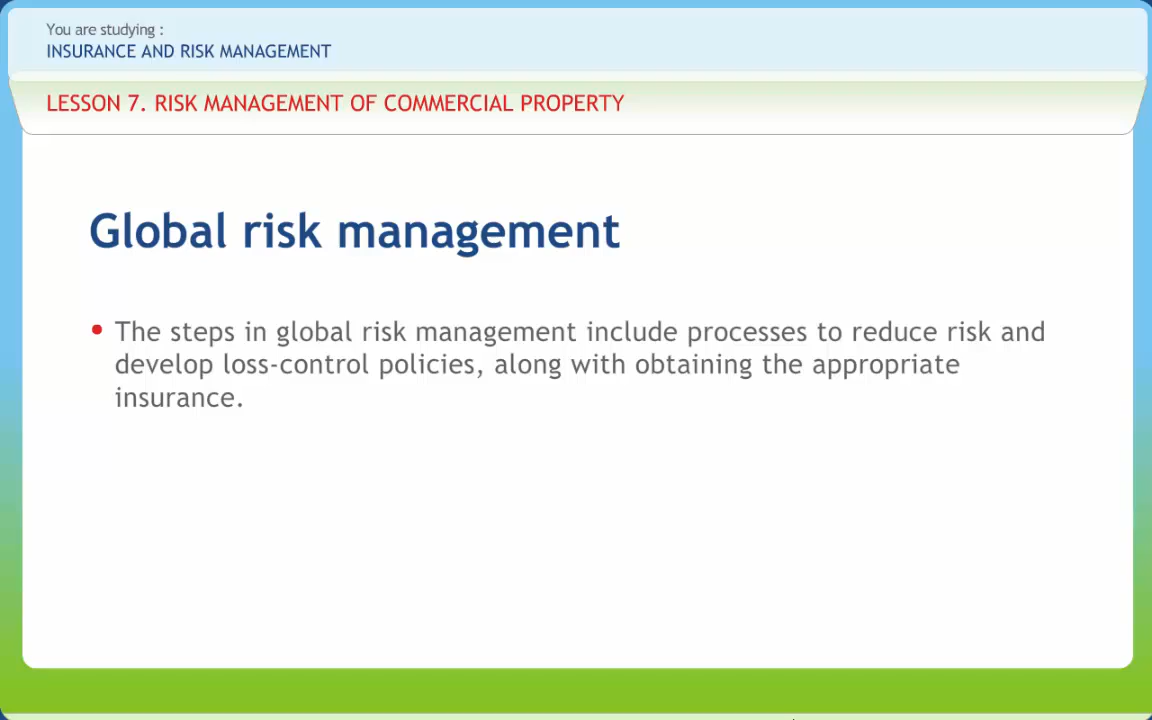 You are studying :
INSURANCE AND RISK MANAGEMENT
LESSON 7. RISK MANAGEMENT OF COMMERCIAL PROPERTY
Global risk management
• The steps in global risk management include processes to reduce risk and
develop loss-control policies, along with obtaining the appropriate
insurance.